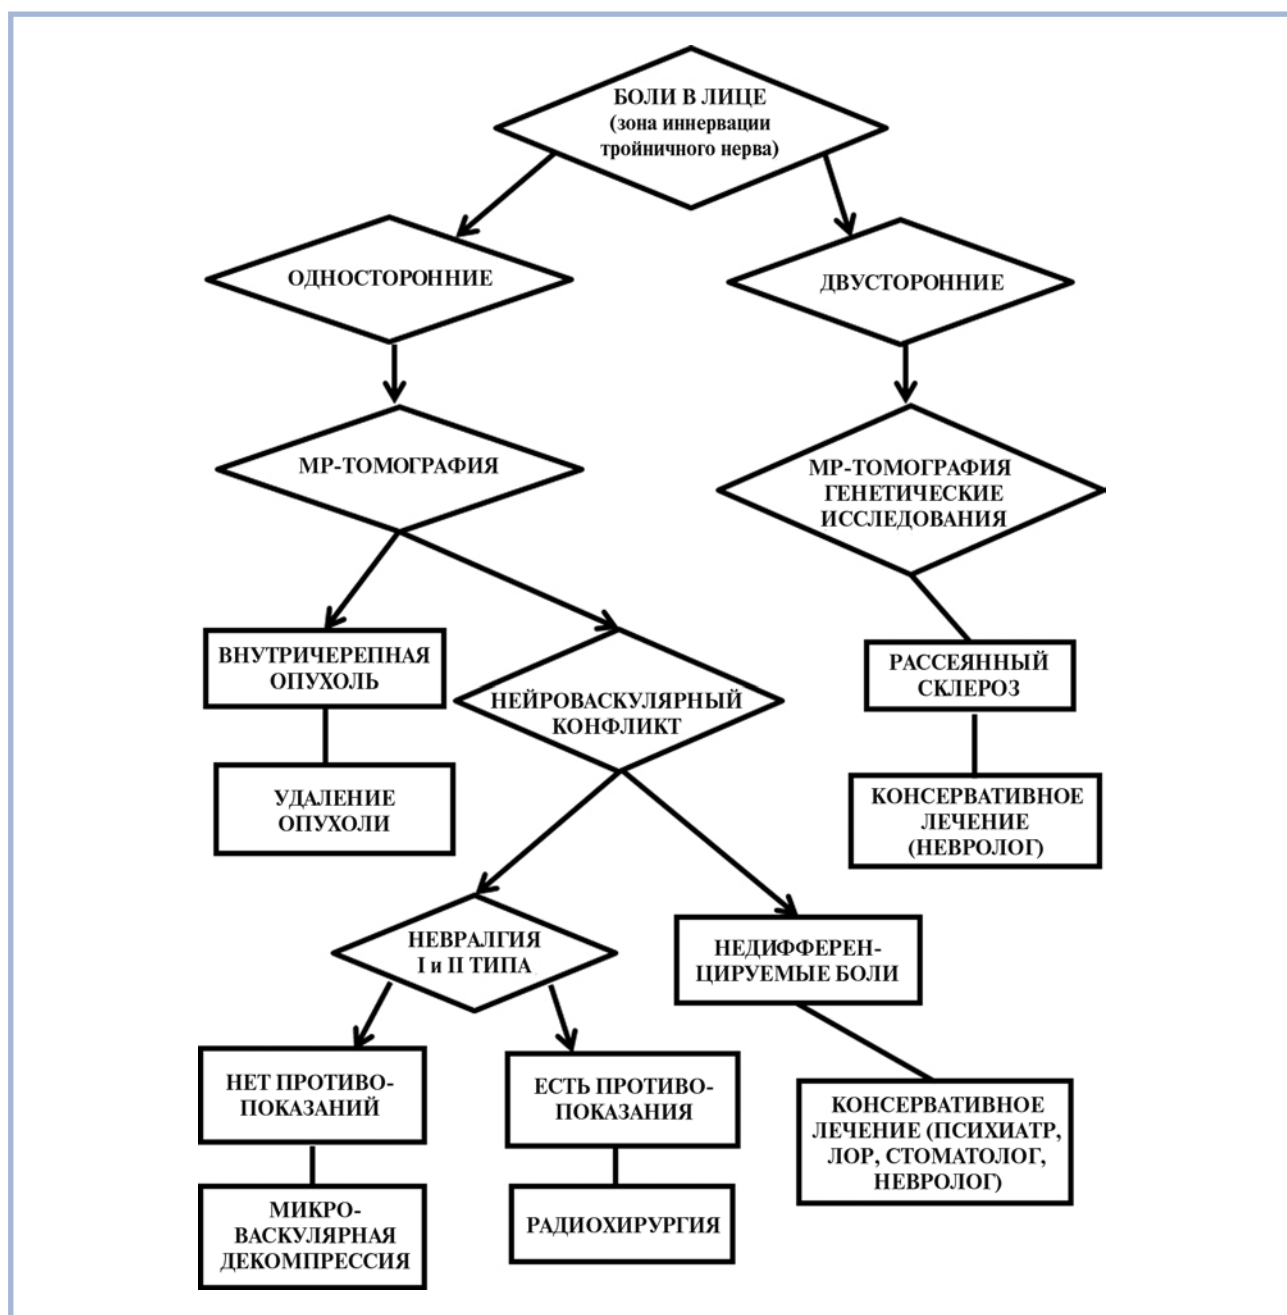 БОЛИ В ЛИЦЕ
(зона иннервации
тройничного нерва)
ОДНОСТОРОННИЕ
ДВУСТОРОННИЕ
МР-ТОМОГРАФИЯ
МР-ТОМОГРАФИЯ
ГЕНЕТИЧЕСКИЕ
ИССЛЕДОВАНИЯ
ВНУТРИЧЕРЕПНАЯ
ОПУХОЛЬ
НЕЙРОВАСКУЛЯРНЫЙ
КОНФЛИКТ
РАССЕЯННЫЙ
СКЛЕРОЗ
УДАЛЕНИЕ
ОПУХОЛИ
КОНСЕРВАТИВНОЕ
ЛЕЧЕНИЕ
(НЕВРОЛОГ)
НЕВРАЛГИЯ
I и II ТИПА
НЕДИФФЕРЕН-
ЦИРУЕМЫЕ БОЛИ
НЕТ ПРОТИВО-
ПОКАЗАНИЙ
ЕСТЬ ПРОТИВО-
ПОКАЗАНИЯ
КОНСЕРВАТИВНОЕ
ЛЕЧЕНИЕ (ПСИХИАТР,
ЛОР, СТОМАТОЛОГ,
НЕВРОЛОГ)
МИКРО-
ВАСКУЛЯРНАЯ
ДЕКОМПРЕССИЯ
РАДИОХИРУРГИЯ